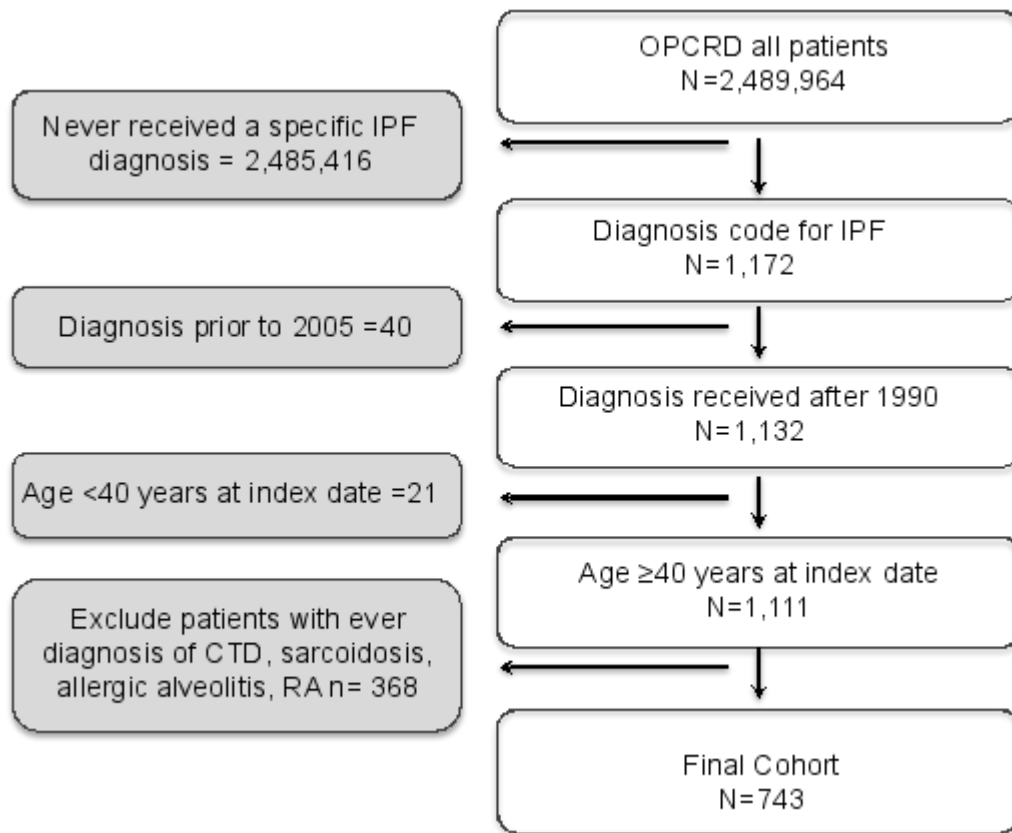 OPCRD all patients
N=2,489,964
Never received a specific IPF
diagnosis = 2,485,416
Diagnosis code for IPF
N=1,172
Diagnosis prior to 2005 =40
Diagnosis received after 1990
N=1,132
Age <40 years at index date =21
Age ≥40 years at index date
N=1,111
Exclude patients with ever
diagnosis of CTD, sarcoidosis,
allergic alveolitis, RA n= 368
Final Cohort
N=743